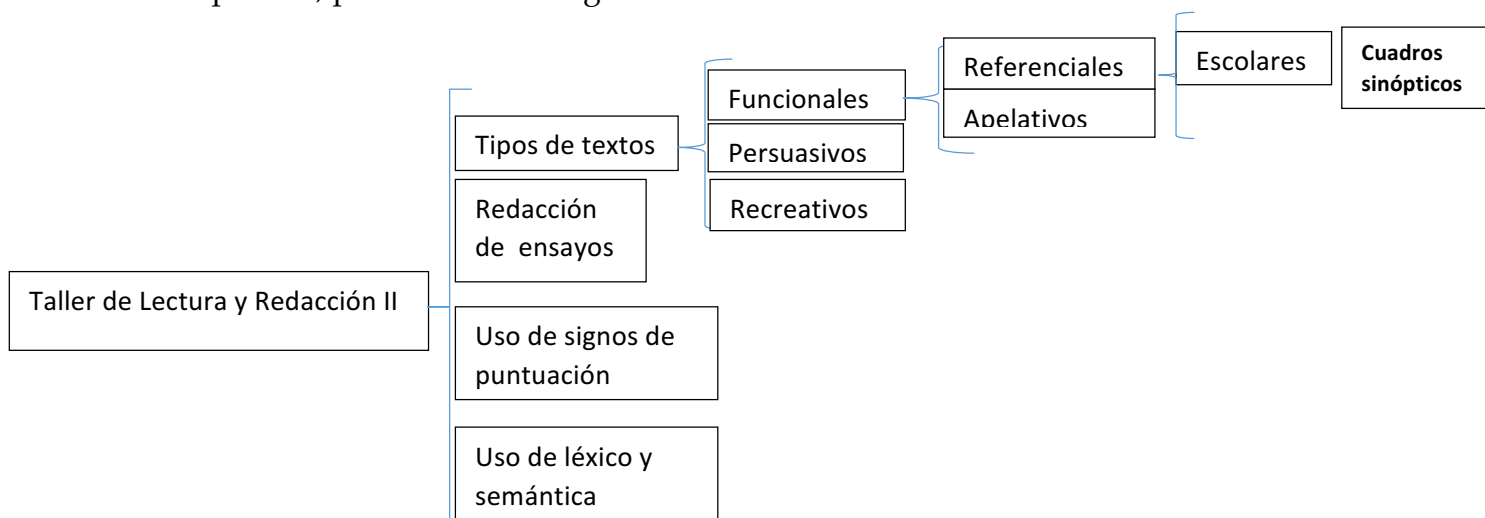 Funcionales
Referenciales
Apelativos
Escolares
Cuadros
sinópticos
Tipos de textos
Persuasivos
Recreativos
Redacción
de ensayos
Taller de Lectura y Redacción II
Uso de signos de
puntuación
Uso de léxico y
semántica